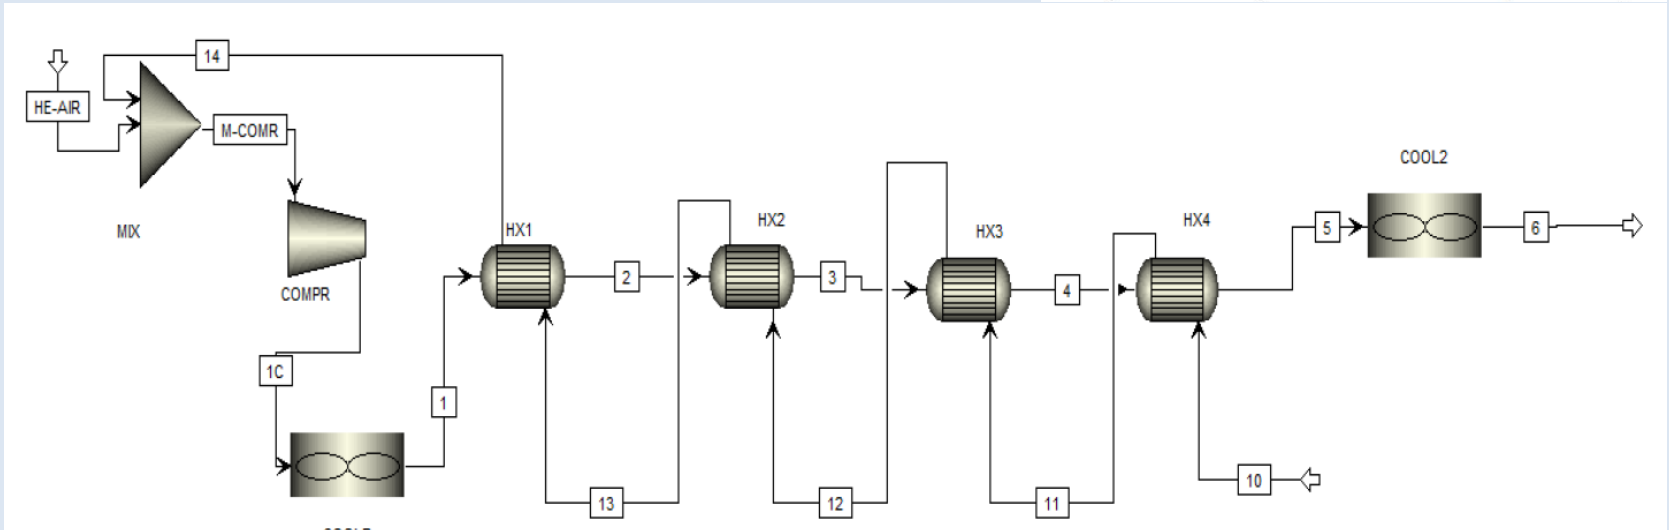 14
HE-AIR
M-COMR
MIX
COMPR
1C
1
HX1
2
HX2
3
HX3
4
HX4
5
COOL2
6
13
12
11
10